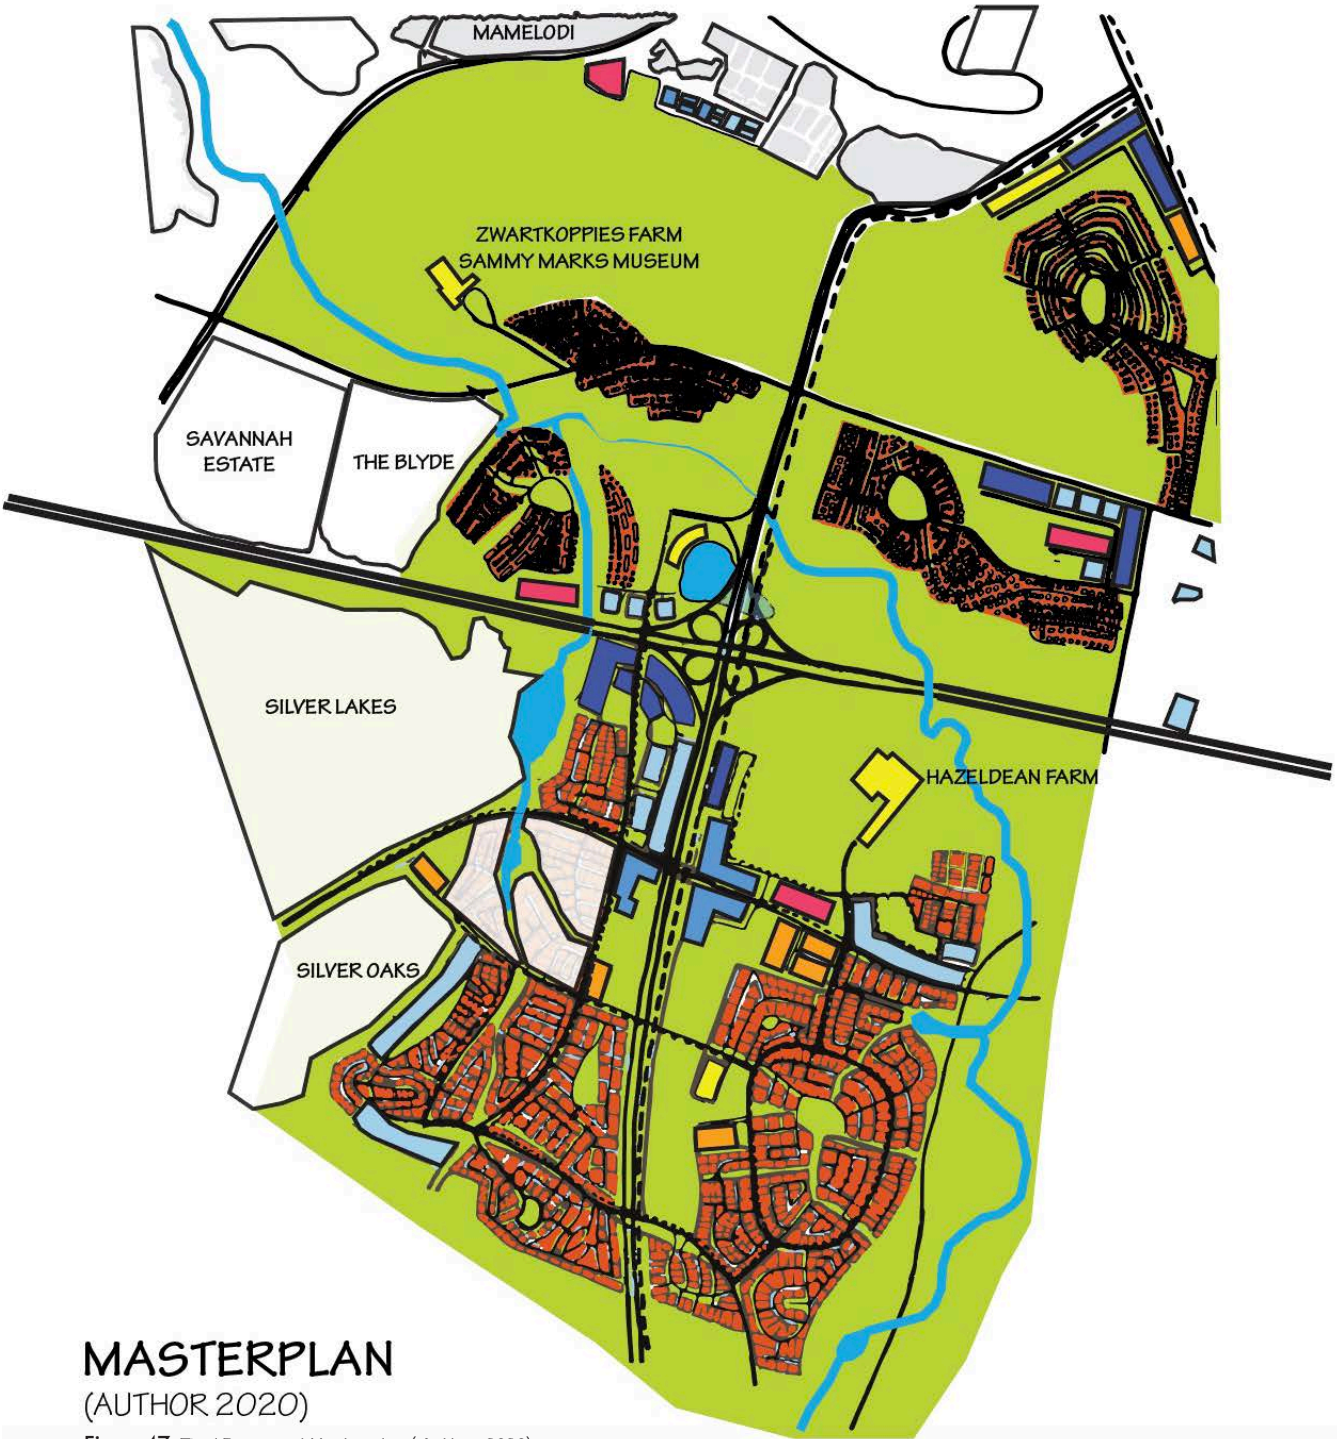 MAMELODI
ZWARTKOPPIES FARM
SAMMY MARKS MUSEUM
SAVANNAH
ESTATE
THE BLYDE
SILVER LAKES
HAZELDEAN FARM
SILVER OAKS
MASTERPLAN
(AUTHOR 2020)